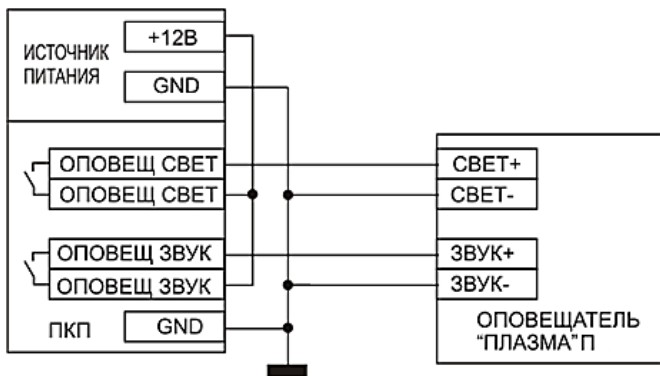 ИСТОЧНИК
ПИТАНИЯ
+12В
GND
ОПОВЕЩ СВЕТ
ОПОВЕЩ СВЕТ
ОПОВЕЩ ЗВУК
ОПОВЕЩ ЗВУК
ПКП
GND
СВЕТ+
СВЕТ-
ЗВУК+
ЗВУК-
ОПОВЕЩАТЕЛЬ
"ПЛАЗМА"П